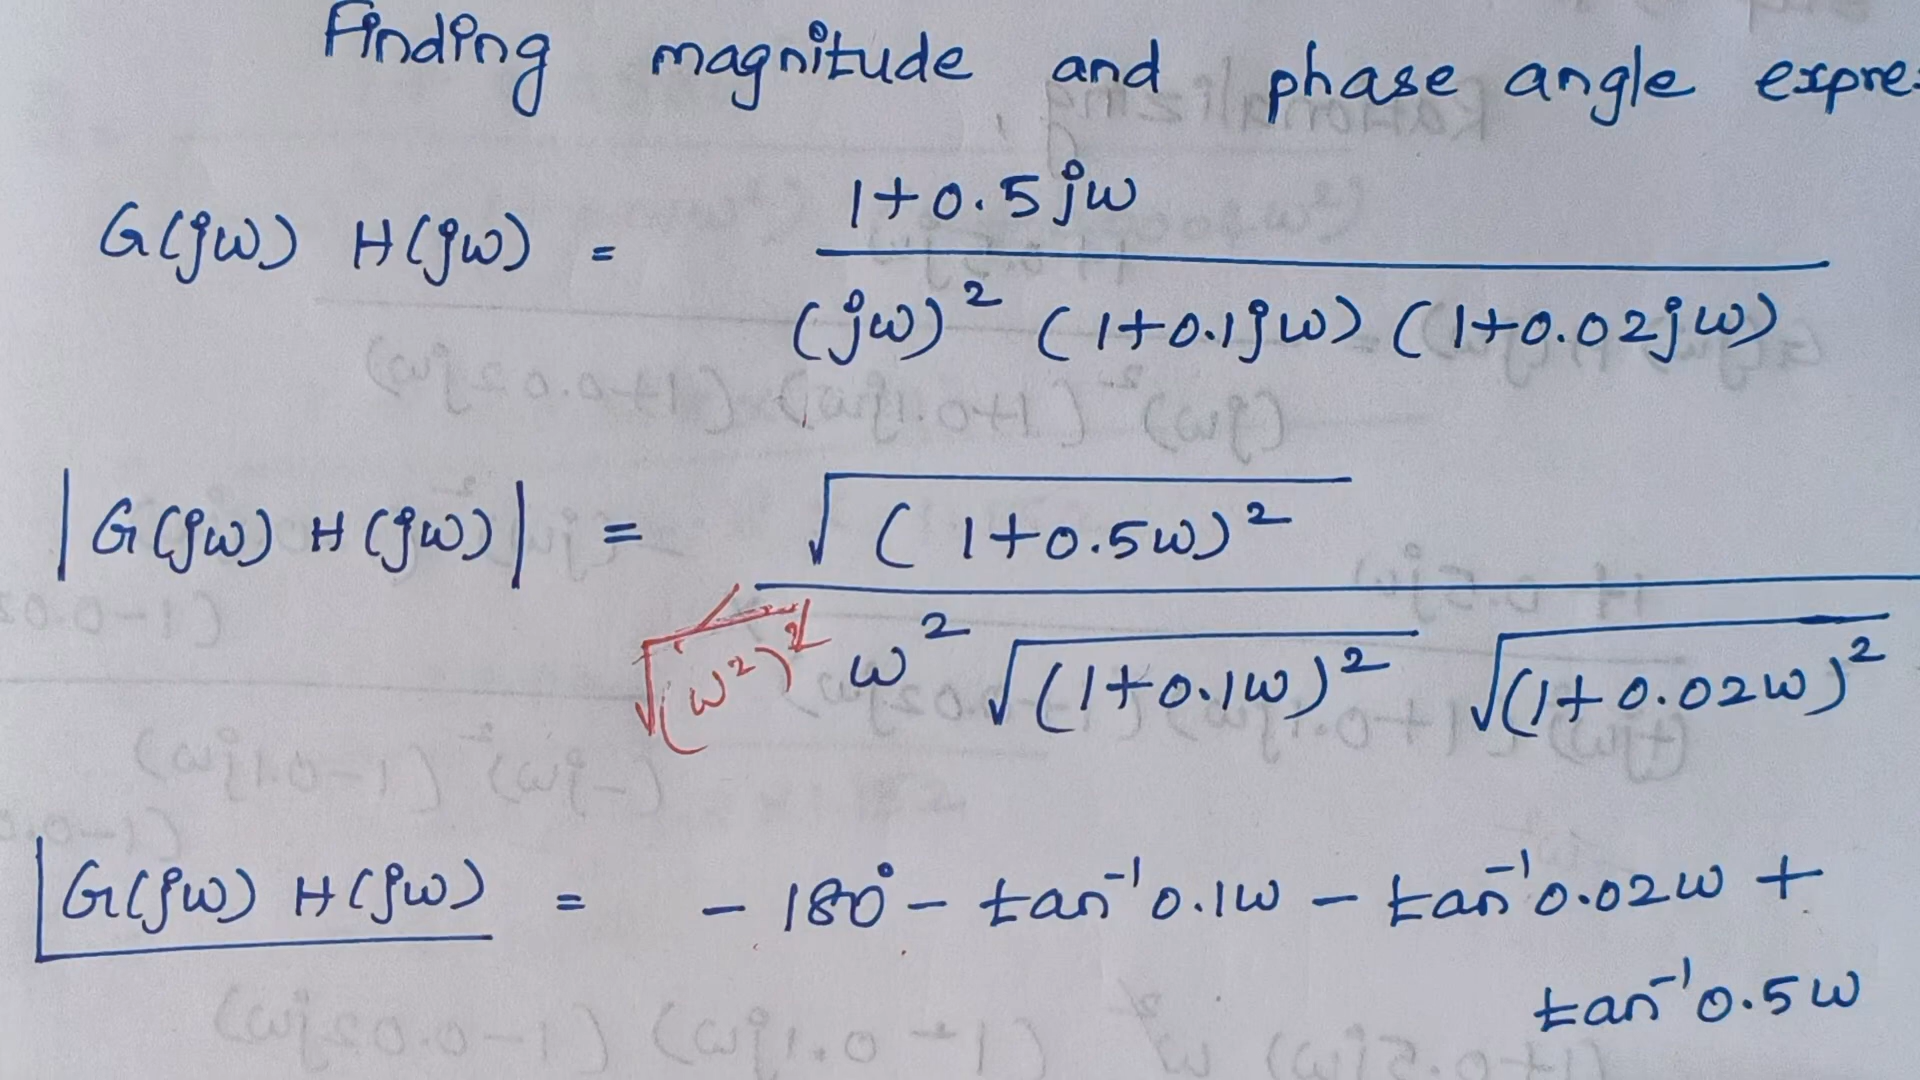 Finding magnitude and phase angle expre
G(jω) H(jω) = 1+0.5jω
(jω)² (1+0.1jω) (1+0.02jω)
|G(jω) H(jω)| = √(1+0.5ω)²
√(ω²)² ω² √(1+0.1ω)² √(1+0.02ω)²
G(jω) H(jω) = -180° - tan⁻¹0.1ω - tan⁻¹0.02ω +
tan⁻¹0.5ω